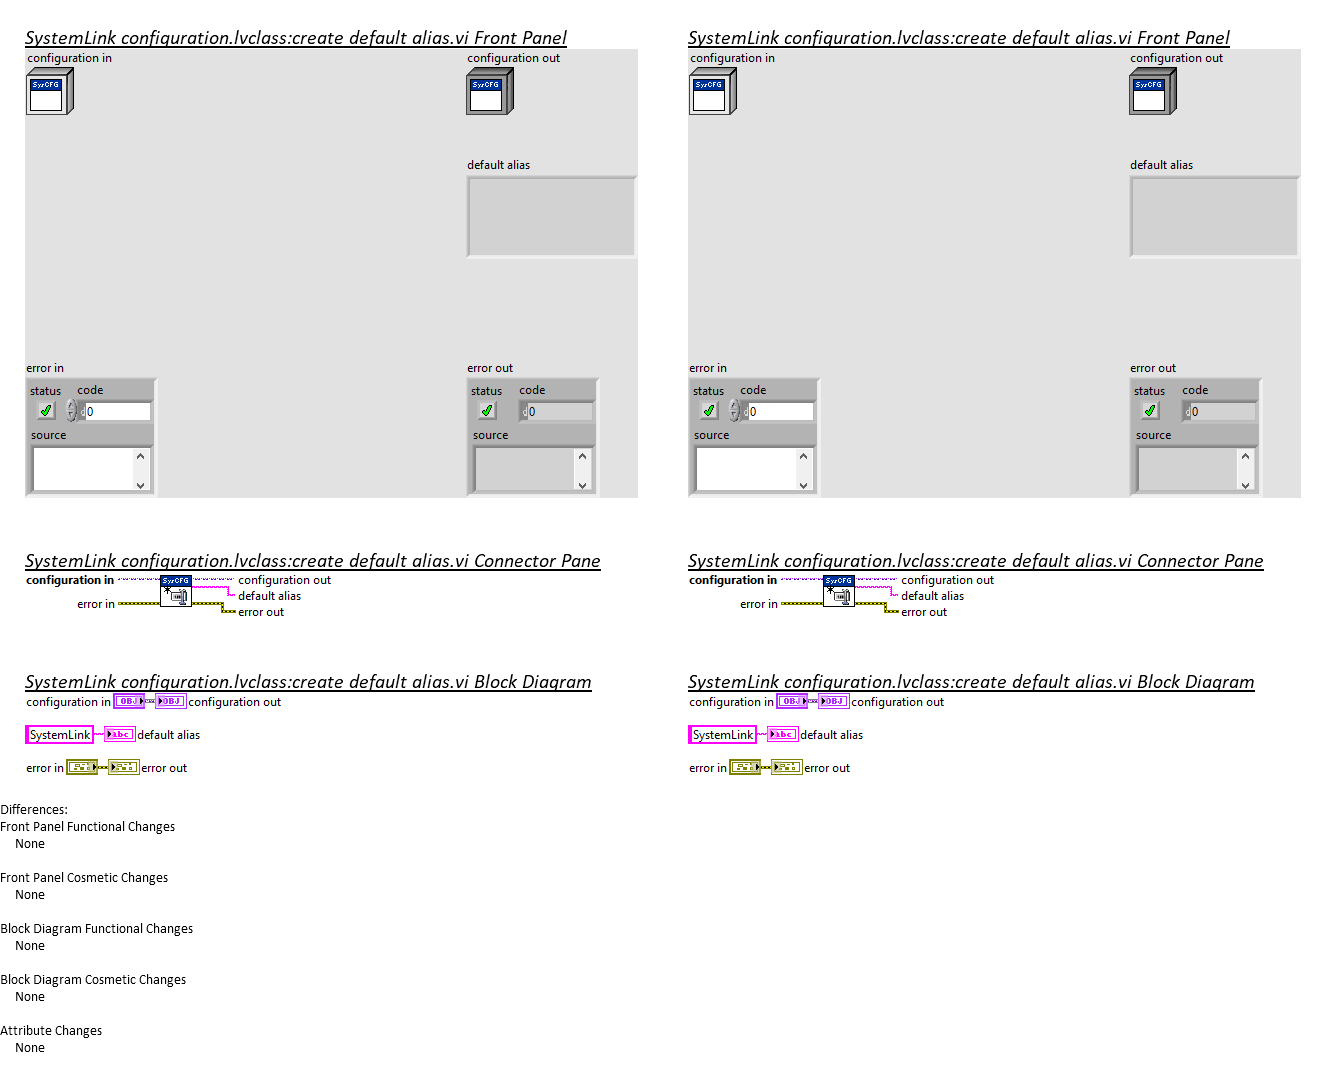 SystemLink configuration.lvclass:create default alias.vi Front Panel
configuration in
SysCFG
configuration out
SysCFG
default alias
error in
status code
d 0
source
error out
status code
d 0
source
SystemLink configuration.lvclass:create default alias.vi Front Panel
configuration in
SysCFG
configuration out
SysCFG
default alias
error in
status code
d 0
source
error out
status code
d 0
source
SystemLink configuration.lvclass:create default alias.vi Connector Pane
configuration in SysCFG configuration out
default alias
error in error out
SystemLink configuration.lvclass:create default alias.vi Connector Pane
configuration in SysCFG configuration out
default alias
error in error out
SystemLink configuration.lvclass:create default alias.vi Block Diagram
configuration in OBJ OBJ configuration out
SystemLink abc default alias
error in error out
SystemLink configuration.lvclass:create default alias.vi Block Diagram
configuration in OBJ OBJ configuration out
SystemLink abc default alias
error in error out
Differences:
Front Panel Functional Changes
None
Front Panel Cosmetic Changes
None
Block Diagram Functional Changes
None
Block Diagram Cosmetic Changes
None
Attribute Changes
None